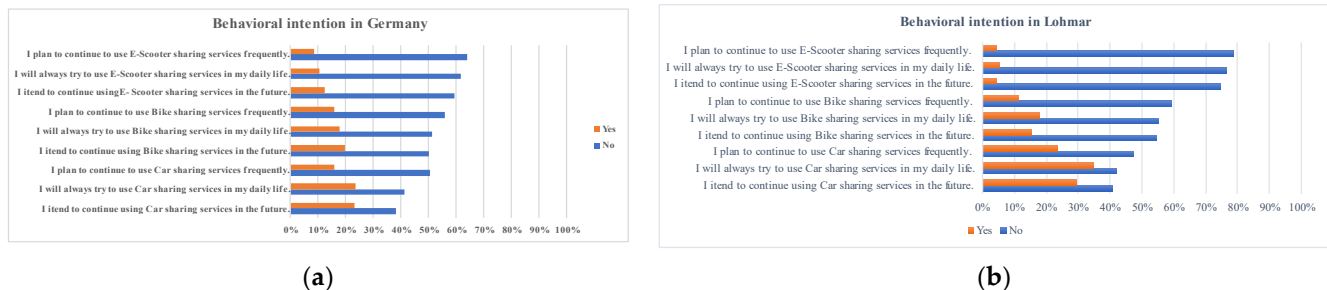 Behavioral intention in Germany
I plan to continue to use E-Scooter sharing services frequently.
I will always try to use E-Scooter sharing services in my daily life.
I itend to continue using E- Scooter sharing services in the future.
I plan to continue to use Bike sharing services frequently.
I will always try to use Bike sharing services in my daily life.
I itend to continue using Bike sharing services in the future.
I plan to continue to use Car sharing services frequently.
I will always try to use Car sharing services in my daily life.
I itend to continue using Car sharing services in the future.
0% 10% 20% 30% 40% 50% 60% 70% 80% 90% 100%
Yes
No
(a)
Behavioral intention in Lohmar
I plan to continue to use E-Scooter sharing services frequently.
I will always try to use E-Scooter sharing services in my daily life.
I itend to continue using E-Scooter sharing services in the future.
I plan to continue to use Bike sharing services frequently.
I will always try to use Bike sharing services in my daily life.
I itend to continue using Bike sharing services in the future.
I plan to continue to use Car sharing services frequently.
I will always try to use Car sharing services in my daily life.
I itend to continue using Car sharing services in the future.
0% 10% 20% 30% 40% 50% 60% 70% 80% 90% 100%
Yes No
(b)